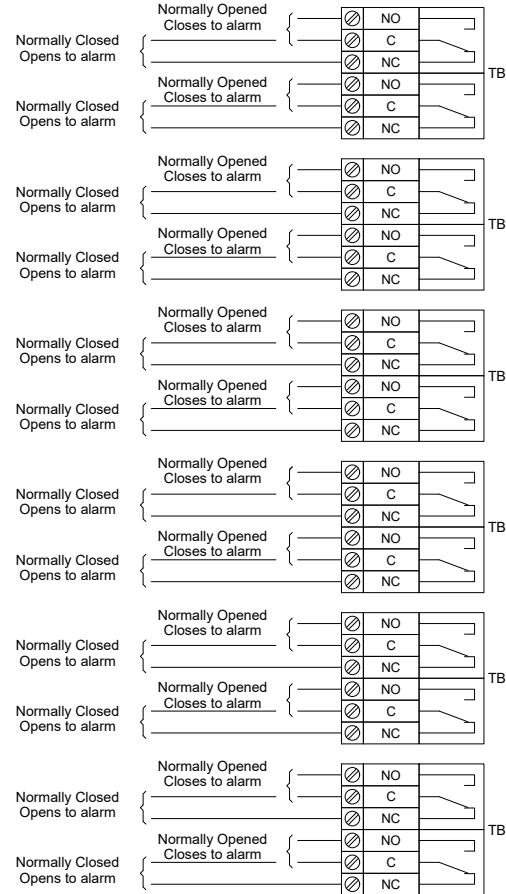 Normally Opened
Closes to alarm
NO
Normally Closed
Opens to alarm
C
NC
TB
Normally Opened
Closes to alarm
NO
Normally Closed
Opens to alarm
C
NC
Normally Opened
Closes to alarm
NO
Normally Closed
Opens to alarm
C
NC
TB
Normally Opened
Closes to alarm
NO
Normally Closed
Opens to alarm
C
NC
Normally Opened
Closes to alarm
NO
Normally Closed
Opens to alarm
C
NC
TB
Normally Opened
Closes to alarm
NO
Normally Closed
Opens to alarm
C
NC
Normally Opened
Closes to alarm
NO
Normally Closed
Opens to alarm
C
NC
TB
Normally Opened
Closes to alarm
NO
Normally Closed
Opens to alarm
C
NC
Normally Opened
Closes to alarm
NO
Normally Closed
Opens to alarm
C
NC
TB
Normally Opened
Closes to alarm
NO
Normally Closed
Opens to alarm
C
NC
Normally Opened
Closes to alarm
NO
Normally Closed
Opens to alarm
C
NC
TB
Normally Opened
Closes to alarm
NO
Normally Closed
Opens to alarm
C
NC